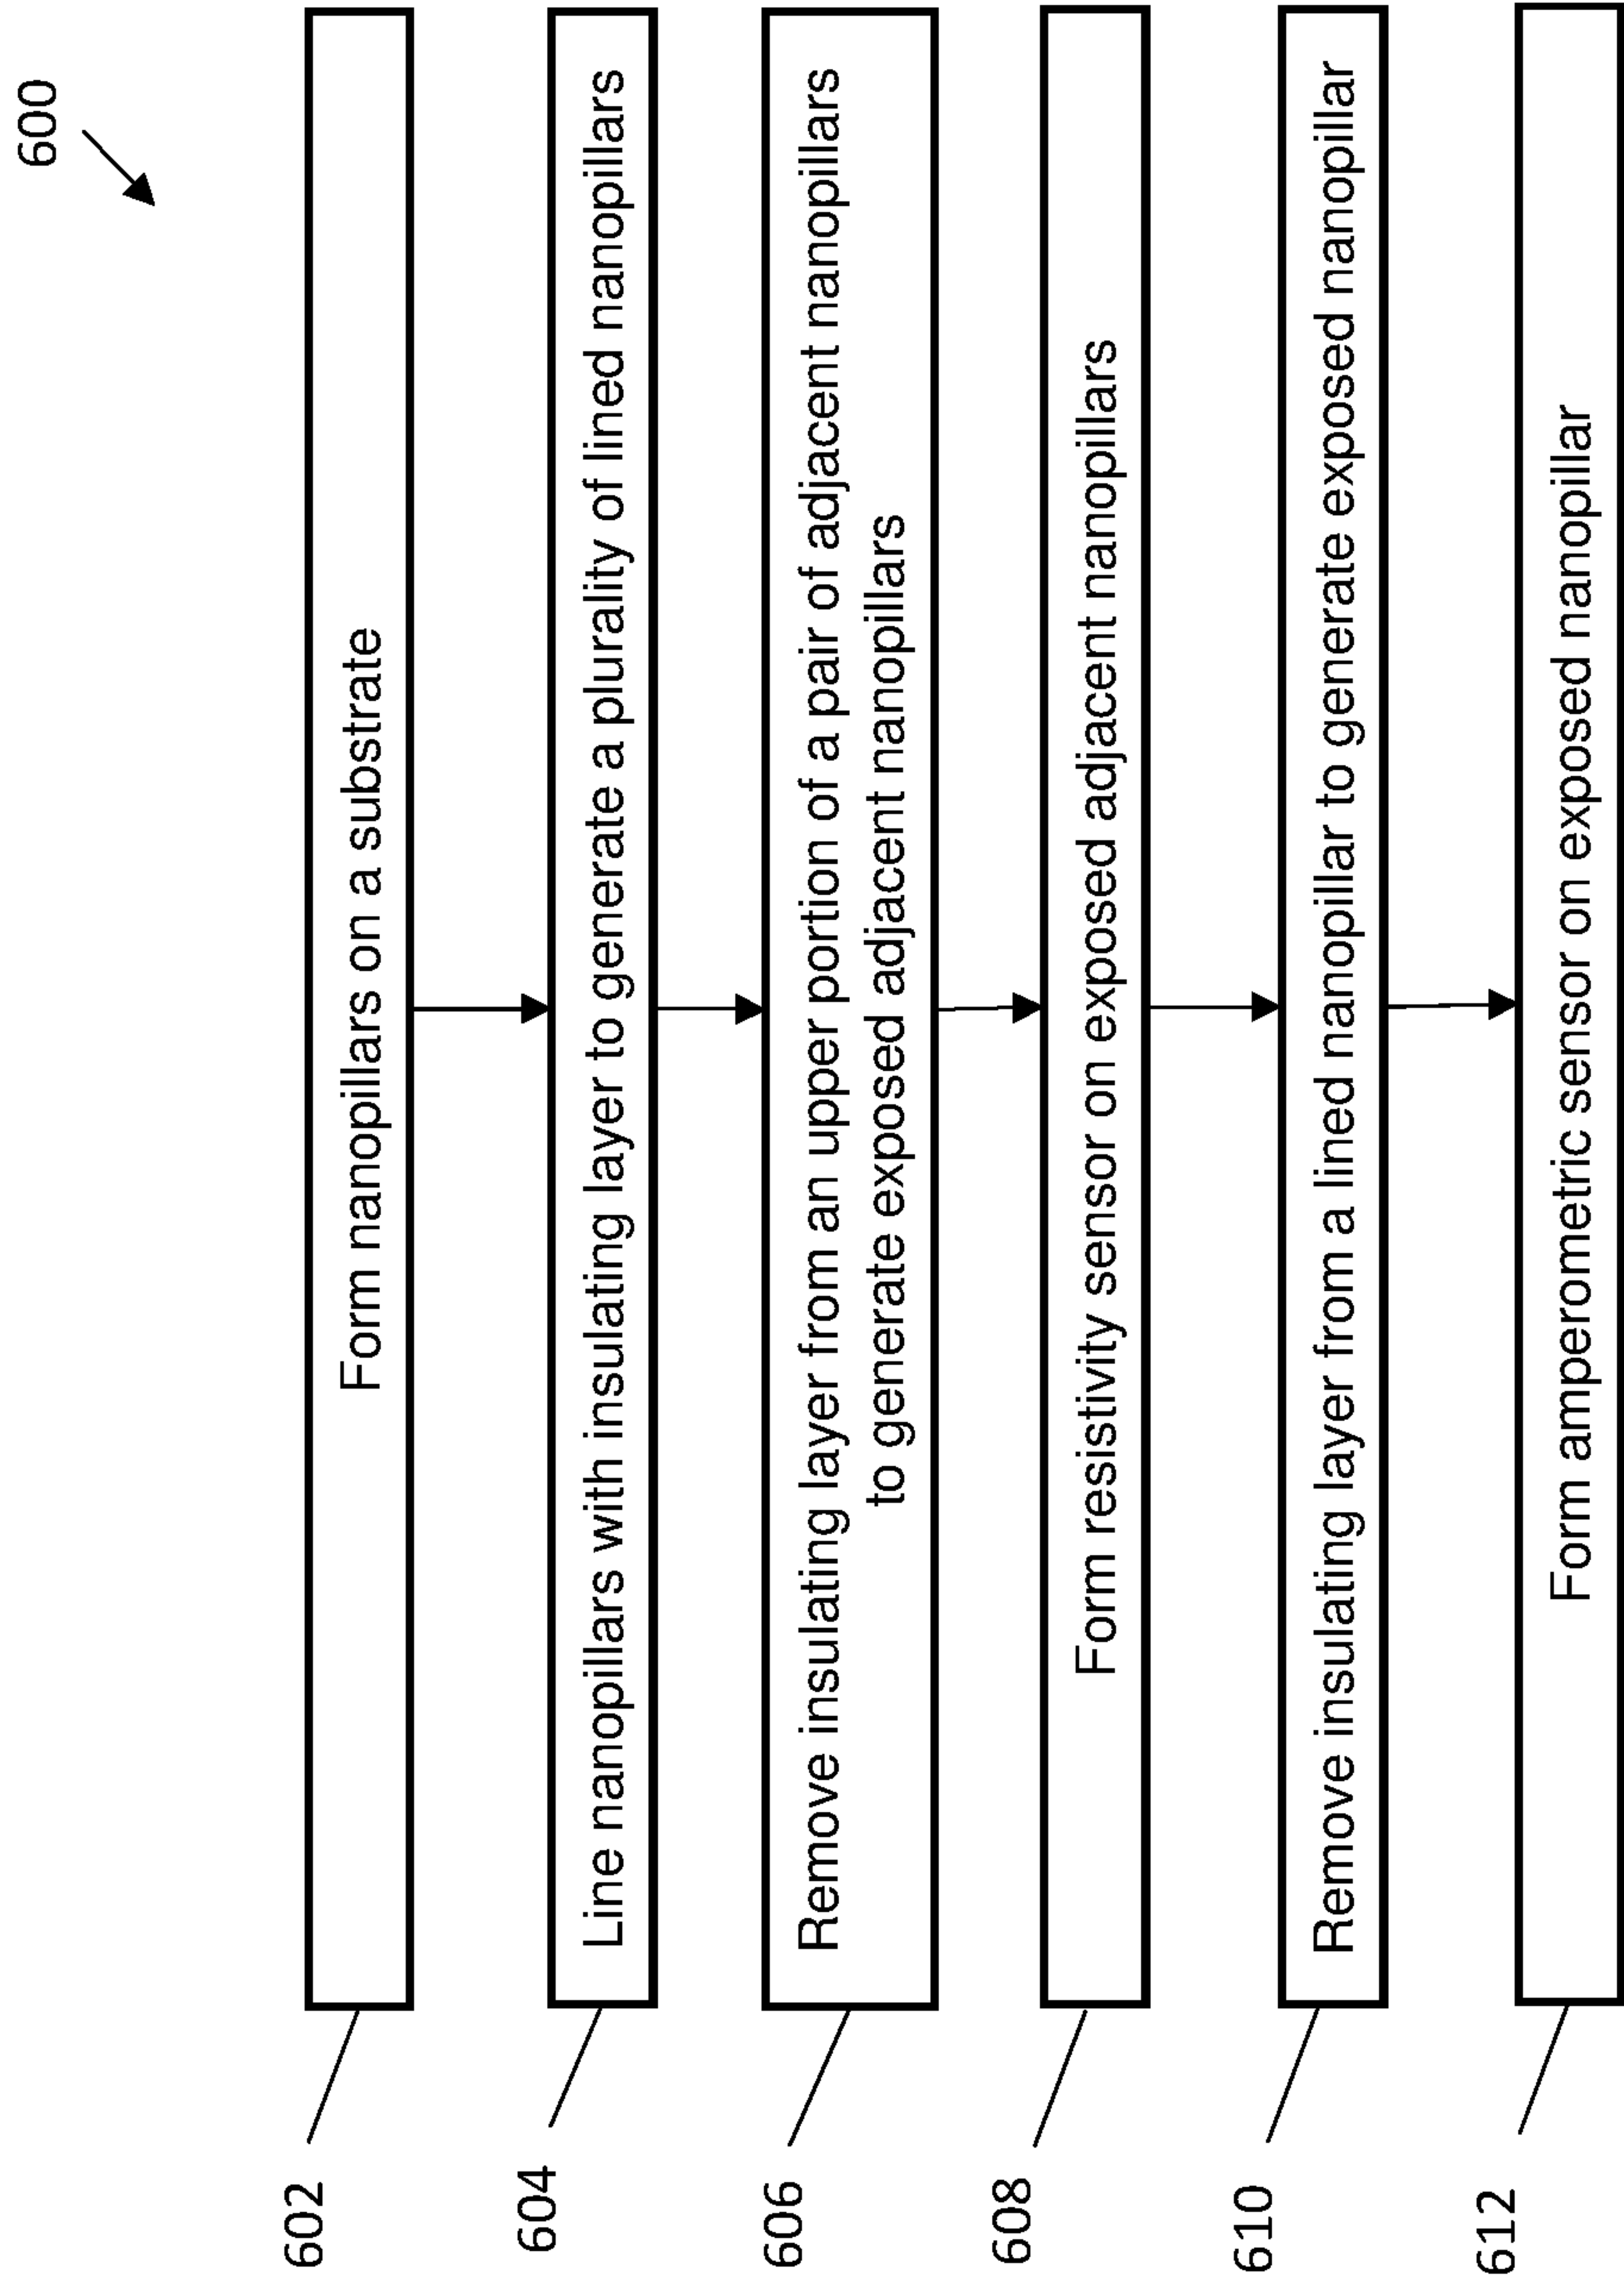 600
602
Form nanopillars on a substrate
604
Line nanopillars with insulating layer to generate a plurality of lined nanopillars
606
Remove insulating layer from an upper portion of a pair of adjacent nanopillars
to generate exposed adjacent nanopillars
608
Form resistivity sensor on exposed adjacent nanopillars
610
Remove insulating layer from a lined nanopillar to generate exposed nanopillar
612
Form amperometric sensor on exposed nanopillar